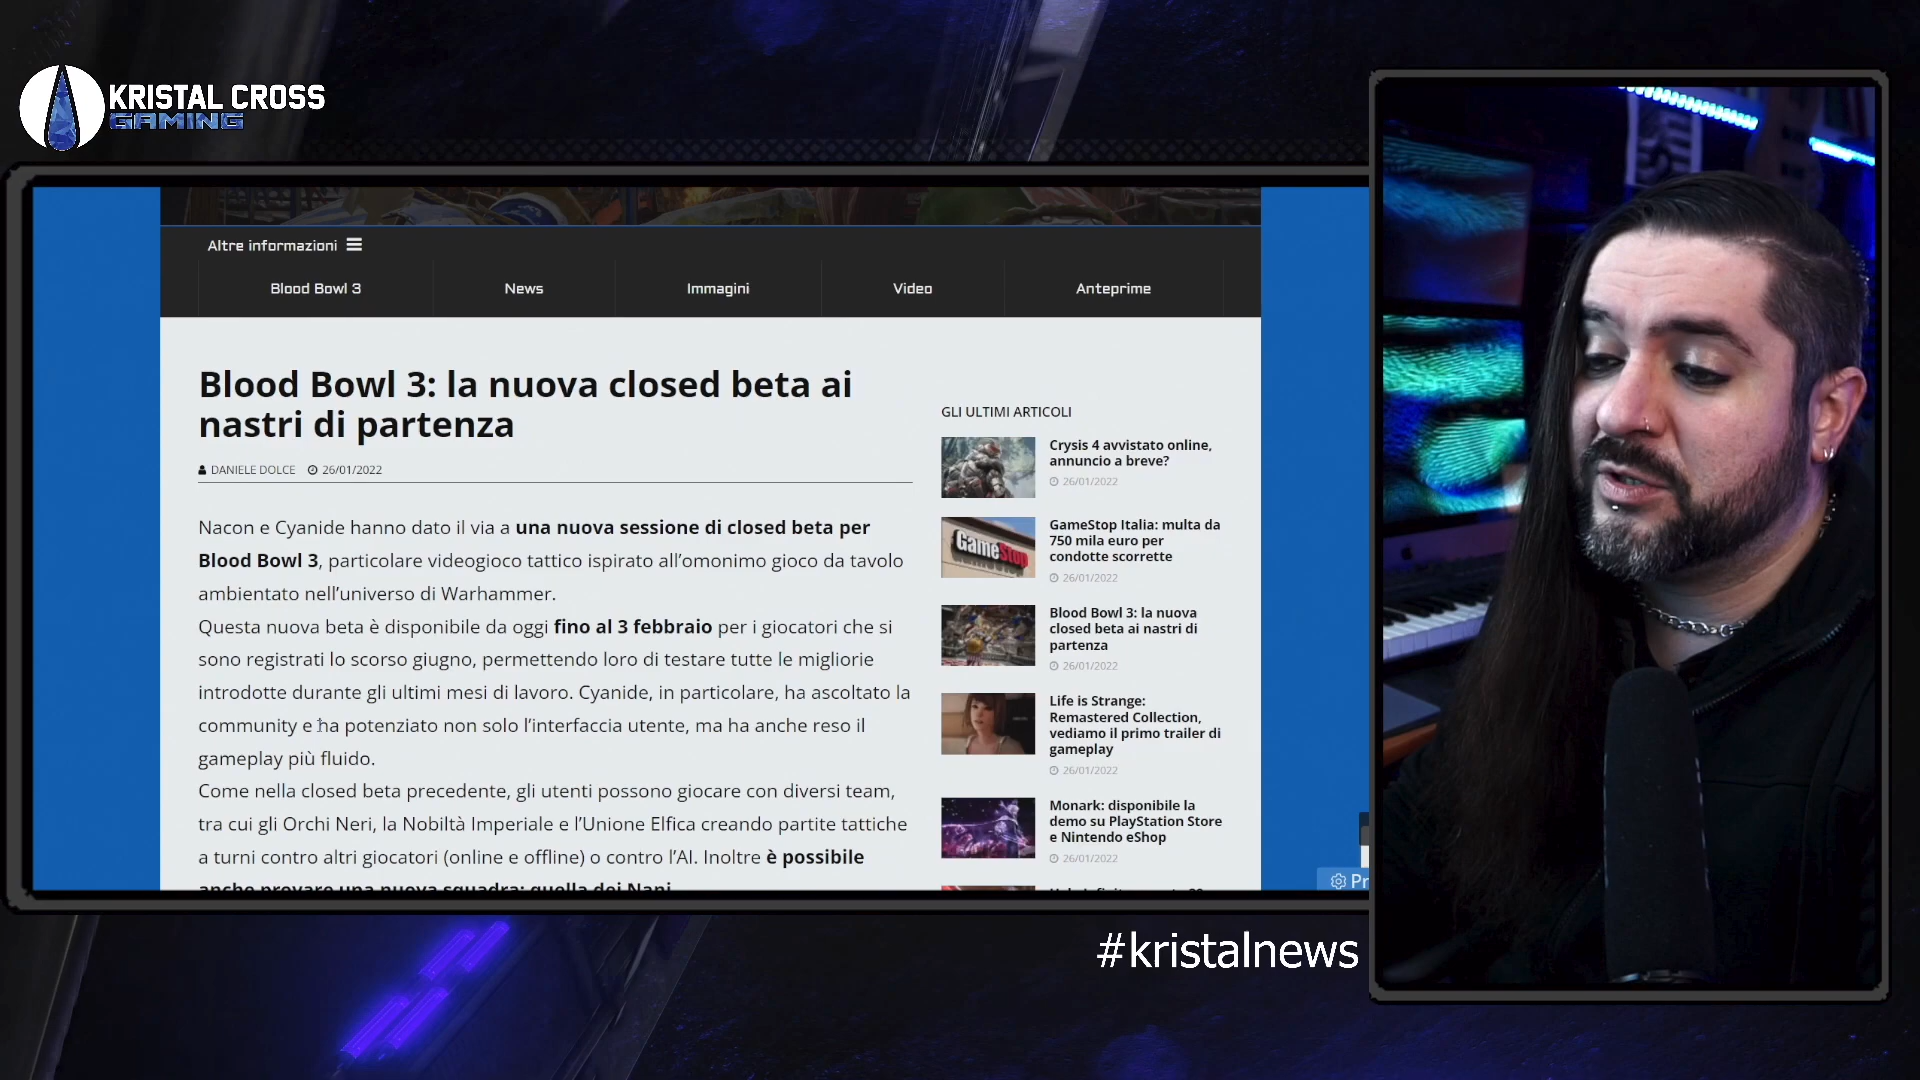 KRISTAL CROSS
GAMING
Altre informazioni
Blood Bowl 3
News
Immagini
Video
Anteprime
Blood Bowl 3: la nuova closed beta ai
nastri di partenza
DANIELE DOLCE 26/01/2022
Nacon e Cyanide hanno dato il via a una nuova sessione di closed beta per
Blood Bowl 3, particolare videogioco tattico ispirato all’omonimo gioco da tavolo
ambientato nell’universo di Warhammer.
Questa nuova beta è disponibile da oggi fino al 3 febbraio per i giocatori che si
sono registrati lo scorso giugno, permettendo loro di testare tutte le migliorie
introdotte durante gli ultimi mesi di lavoro. Cyanide, in particolare, ha ascoltato la
community e ha potenziato non solo l’interfaccia utente, ma ha anche reso il
gameplay più fluido.
Come nella closed beta precedente, gli utenti possono giocare con diversi team,
tra cui gli Orchi Neri, la Nobiltà Imperiale e l’Unione Elfica creando partite tattiche
a turni contro altri giocatori (online e offline) o contro l’AI. Inoltre è possibile
anche provare una nuova squadra: quella dei Nani
GLI ULTIMI ARTICOLI
Crysis 4 avvistato online,
annuncio a breve?
26/01/2022
GameStop
GameStop Italia: multa da
750 mila euro per
condotte scorrette
26/01/2022
Blood Bowl 3: la nuova
closed beta ai nastri di
partenza
26/01/2022
Life is Strange:
Remastered Collection,
vediamo il primo trailer di
gameplay
26/01/2022
Monark: disponibile la
demo su PlayStation Store
e Nintendo eShop
26/01/2022
Pr
#kristalnews